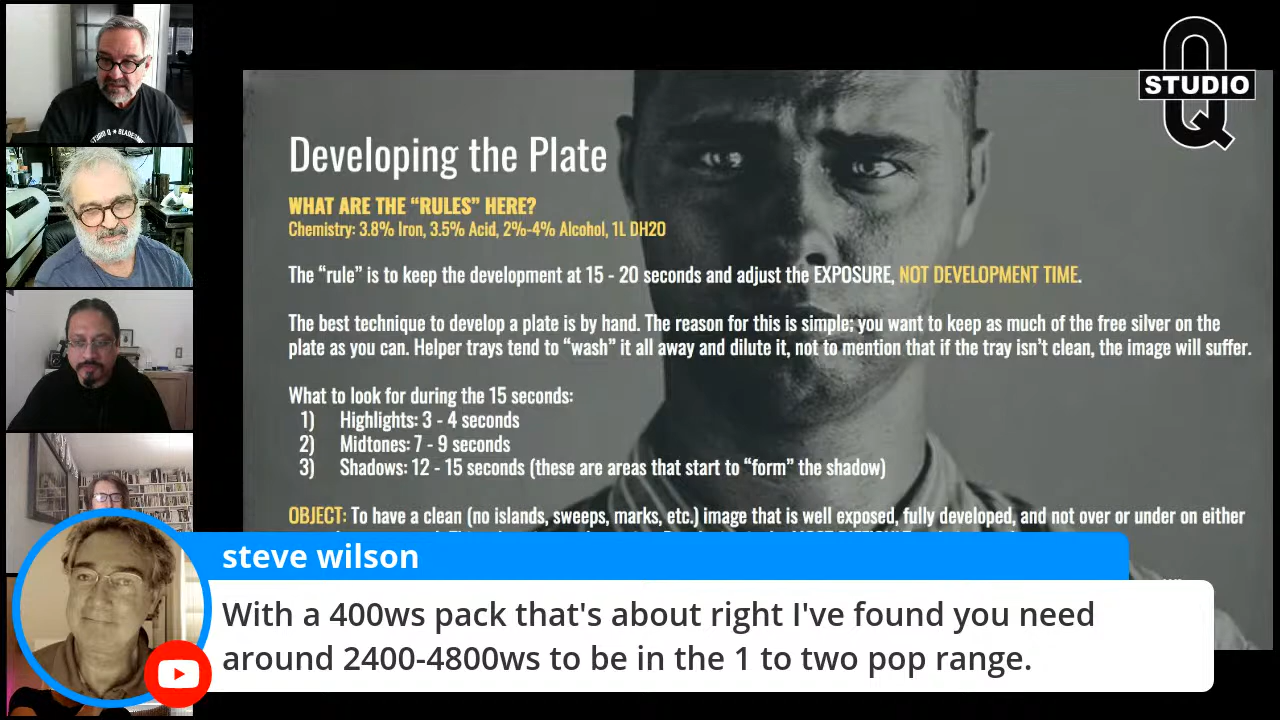 STUDIO
Q
Developing the Plate
WHAT ARE THE “RULES” HERE?
Chemistry: 3.8% Iron, 3.5% Acid, 2%-4% Alcohol, 1L DH2O
The “rule” is to keep the development at 15 - 20 seconds and adjust the EXPOSURE, NOT DEVELOPMENT TIME.
The best technique to develop a plate is by hand. The reason for this is simple; you want to keep as much of the free silver on the
plate as you can. Helper trays tend to “wash” it all away and dilute it, not to mention that if the tray isn’t clean, the image will suffer.
What to look for during the 15 seconds:
1) Highlights: 3 - 4 seconds
2) Midtones: 7 - 9 seconds
3) Shadows: 12 - 15 seconds (these are areas that start to “form” the shadow)
OBJECT: To have a clean (no islands, sweeps, marks, etc.) image that is well exposed, fully developed, and not over or under on either
steve wilson
With a 400ws pack that's about right I've found you need
around 2400-4800ws to be in the 1 to two pop range.